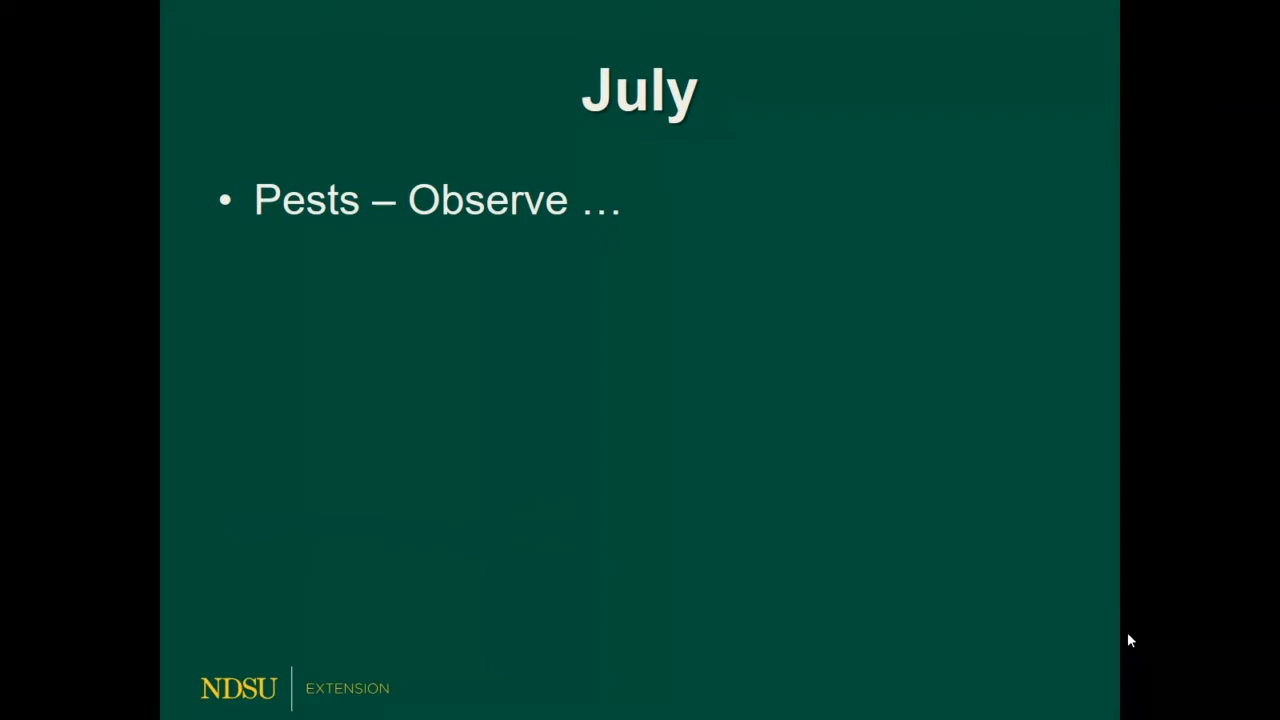 July
• Pests – Observe …
NDSU EXTENSION